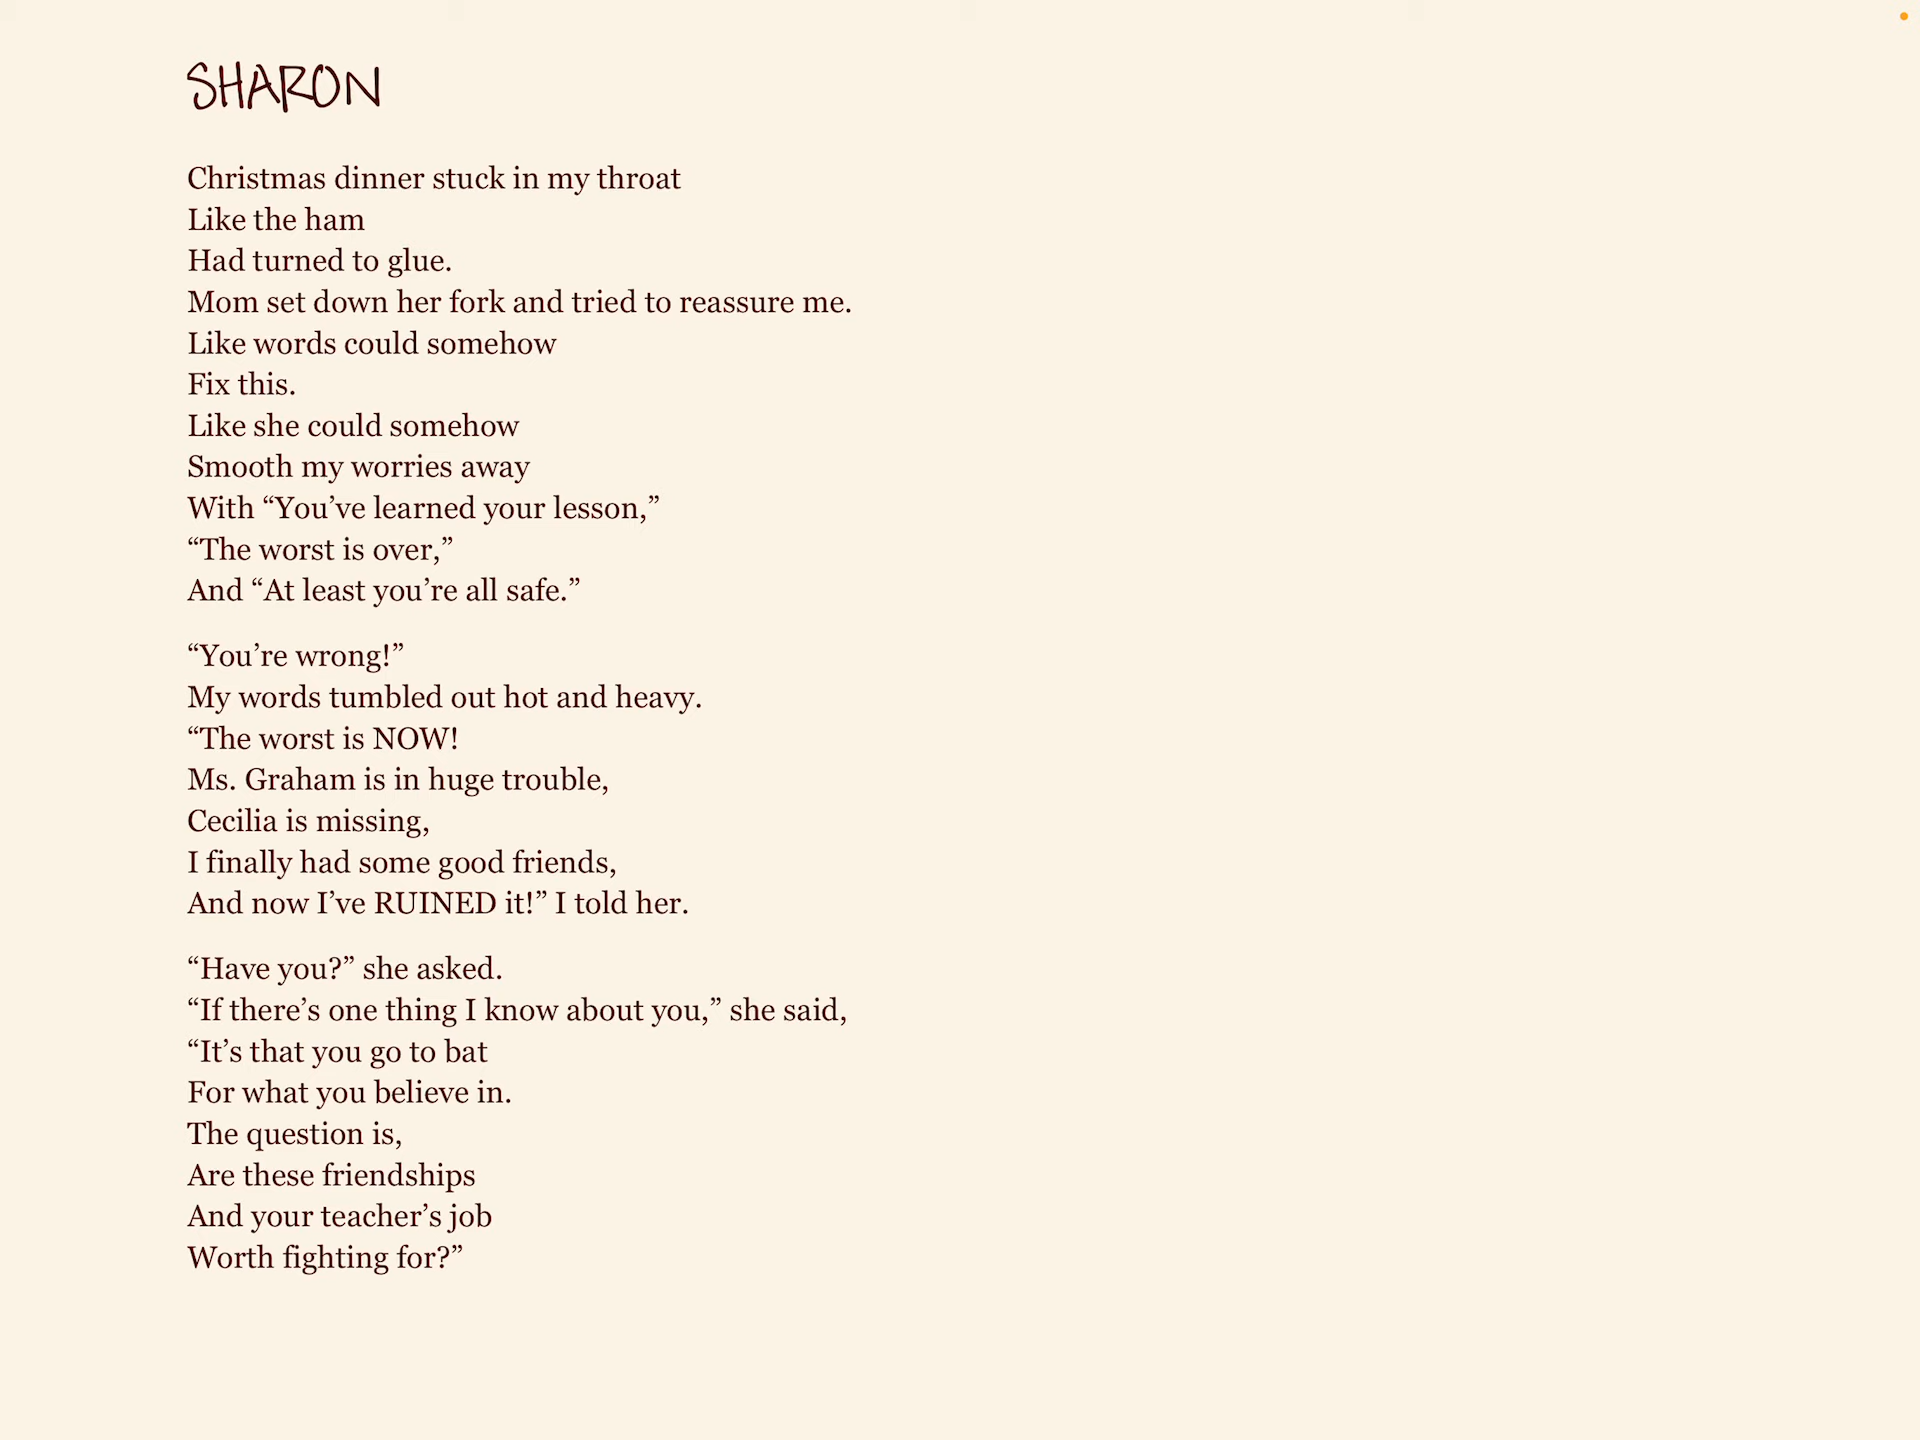 SHARON
Christmas dinner stuck in my throat
Like the ham
Had turned to glue.
Mom set down her fork and tried to reassure me.
Like words could somehow
Fix this.
Like she could somehow
Smooth my worries away
With “You’ve learned your lesson,”
“The worst is over,”
And “At least you’re all safe.”
“You’re wrong!”
My words tumbled out hot and heavy.
“The worst is NOW!
Ms. Graham is in huge trouble,
Cecilia is missing,
I finally had some good friends,
And now I’ve RUINED it!” I told her.
“Have you?” she asked.
“If there’s one thing I know about you,” she said,
“It’s that you go to bat
For what you believe in.
The question is,
Are these friendships
And your teacher’s job
Worth fighting for?”